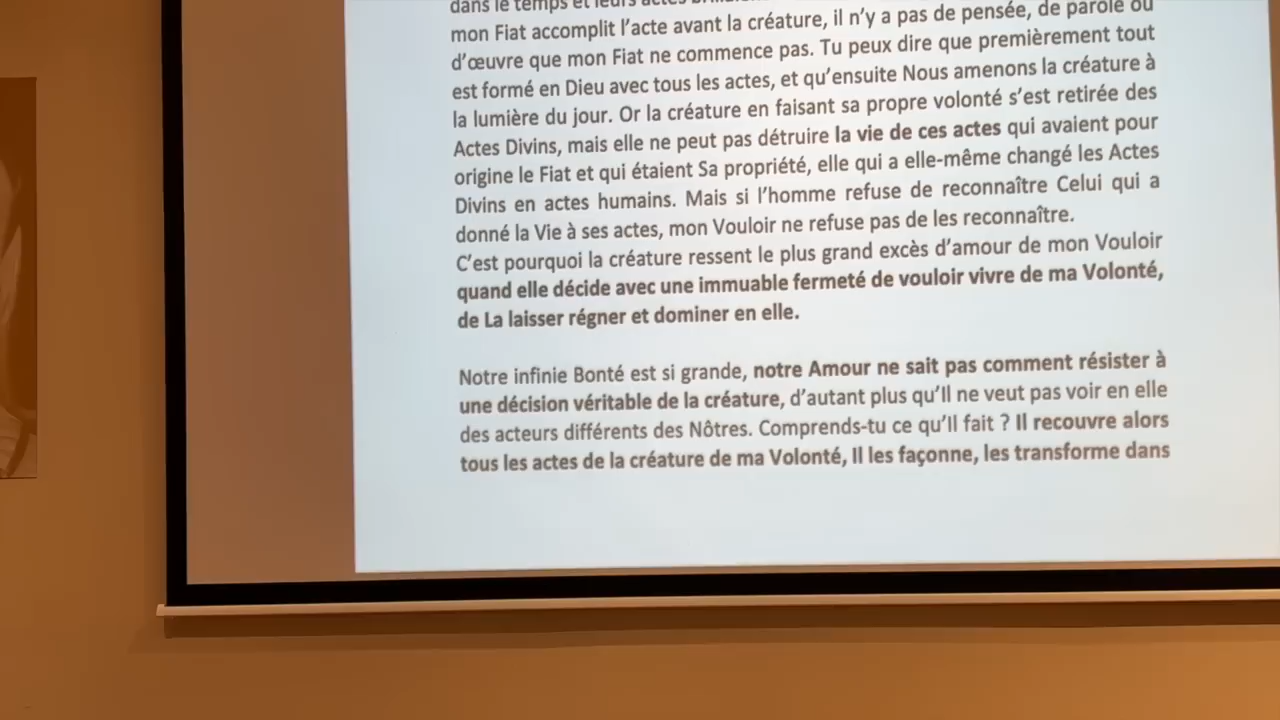 dans le temps et leurs actes
mon Fiat accomplit l'acte avant la créature, il n'y a pas de pensée, de parole ou
d'œuvre que mon Fiat ne commence pas. Tu peux dire que premièrement tout
est formé en Dieu avec tous les actes, et qu'ensuite Nous amenons la créature à
la lumière du jour. Or la créature en faisant sa propre volonté s'est retirée des
Actes Divins, mais elle ne peut pas détruire la vie de ces actes qui avaient pour
origine le Fiat et qui étaient Sa propriété, elle qui a elle-même changé les Actes
Divins en actes humains. Mais si l'homme refuse de reconnaître Celui qui a
donné la Vie à ses actes, mon Vouloir ne refuse pas de les reconnaître.
C'est pourquoi la créature ressent le plus grand excès d'amour de mon Vouloir
quand elle décide avec une immuable fermeté de vouloir vivre de ma Volonté,
de La laisser régner et dominer en elle.
Notre infinie Bonté est si grande, notre Amour ne sait pas comment résister à
une décision véritable de la créature, d'autant plus qu'Il ne veut pas voir en elle
des acteurs différents des Nôtres. Comprends-tu ce qu'Il fait ? Il recouvre alors
tous les actes de la créature de ma Volonté, Il les façonne, les transforme dans